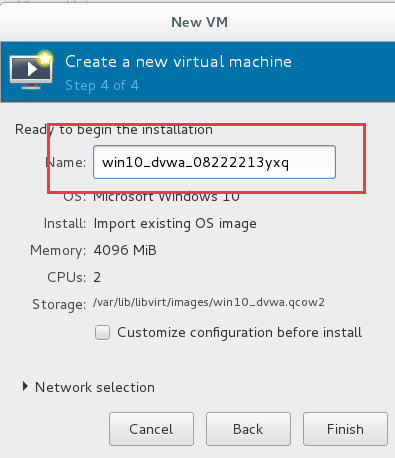 New VM
Create a new virtual machine
Step 4 of 4
Ready to begin the installation
Name: win10_dvwa_08222213yxq
OS: Microsoft Windows 10
Install: Import existing OS image
Memory: 4096 MiB
CPUs: 2
Storage: /var/lib/libvirt/images/win10_dvwa.qcow2
Customize configuration before install
Network selection
Cancel Back Finish